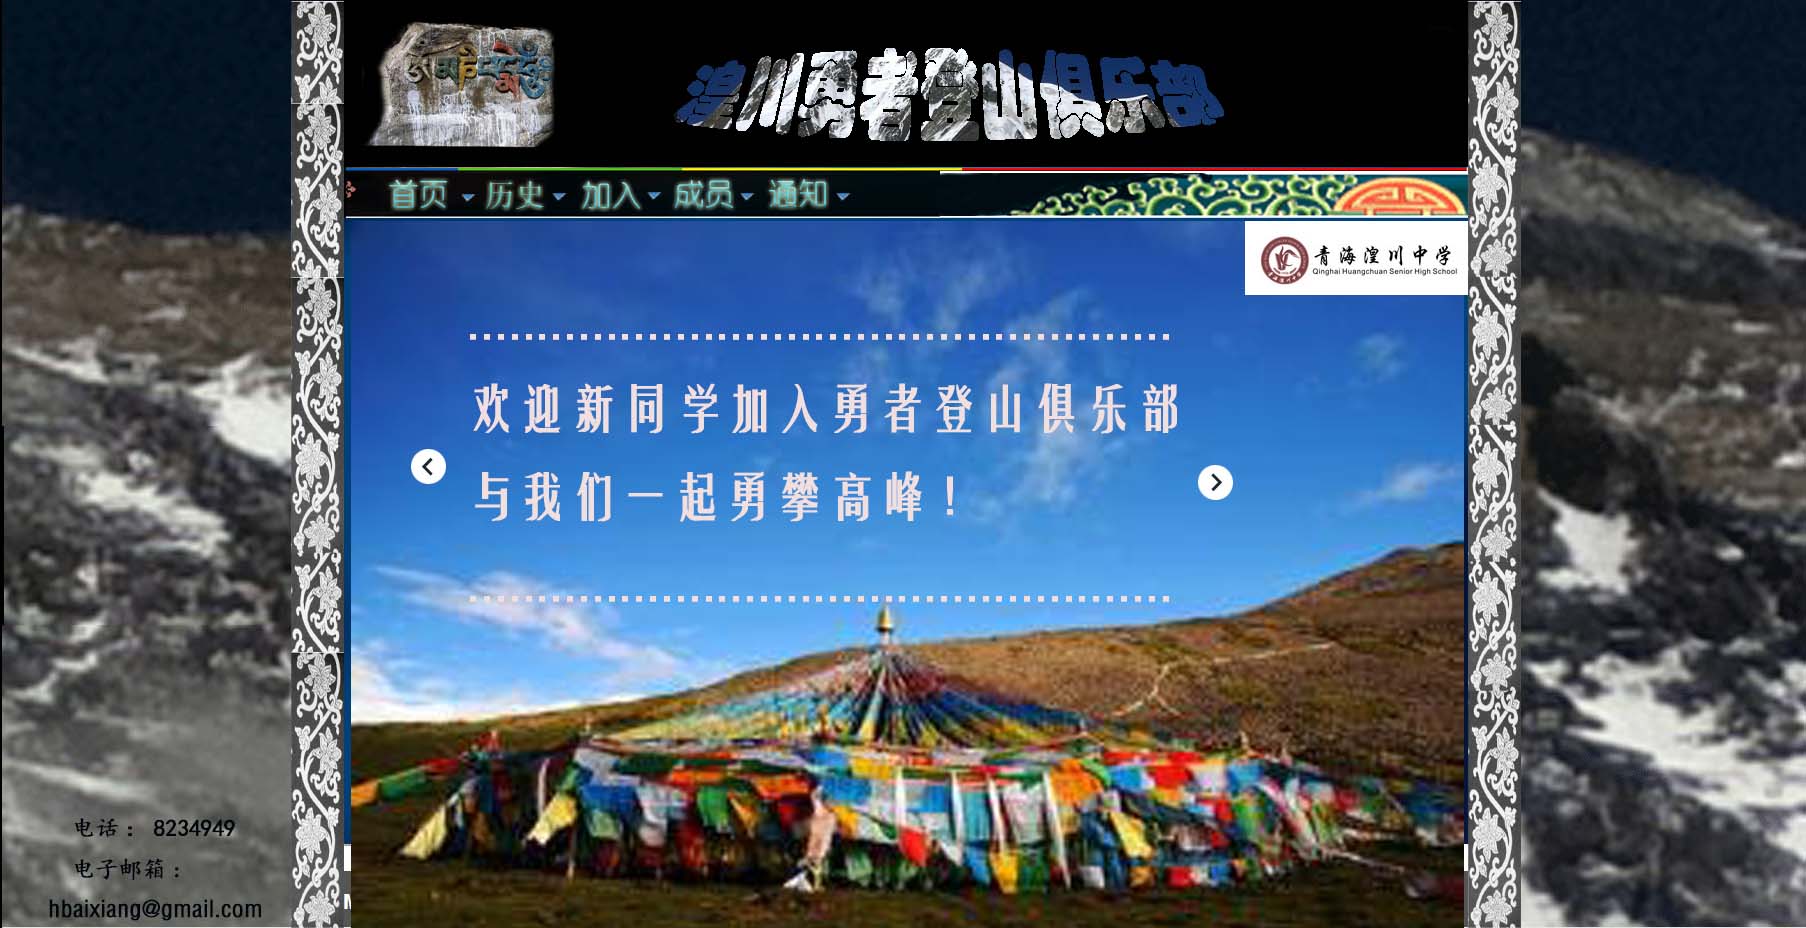 ༀམཎིཔདྨེཧཱུྃ
湟川勇者登山俱乐部
首页 历史 加入 成员 通知
青海湟川中学
Qinghai Huangchuan Senior High School
欢迎新同学加入勇者登山俱乐部
与我们一起勇攀高峰！
电话： 8234949
电子邮箱：
hbaixiang@gmail.com